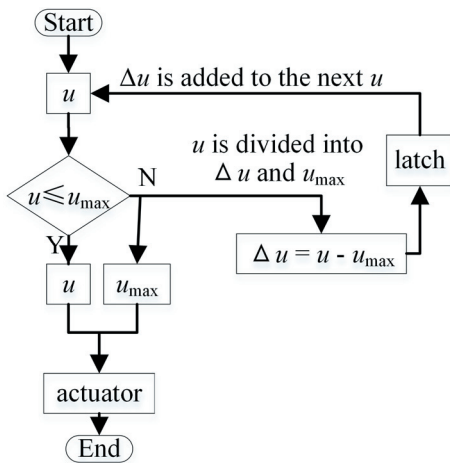 Start
Δu is added to the next u
u
u is divided into
Δ u and umax
latch
N
u≤umax
Y
Δ u = u - umax
u
umax
actuator
End